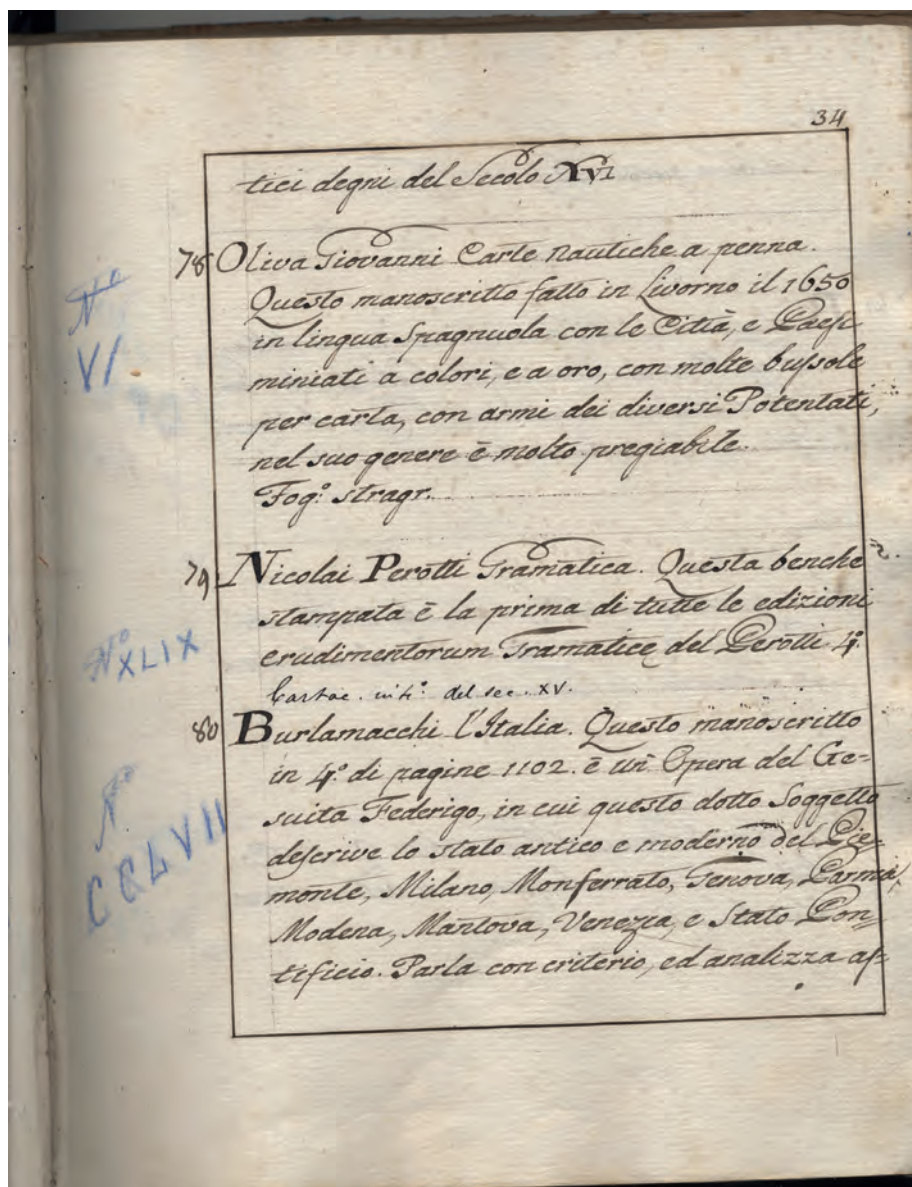 34
tici degni del Secolo XVI
78 Oliva Giovanni Carte nautiche a penna.
Nº
VI
Questo manoscritto fatto in Livorno il 1650
in lingua Spagnuola con le Città, e Paesi
miniati a colori, e a oro, con molte bussole
per carta, con armi dei diversi Potentati,
nel suo genere è molto pregiabile.
Fog.º stragr.
79 Nicolai Perotti Gramatica. Questa benche
stampata è la prima di tutte le edizioni
erudimentorum Gramatice del Perotti 4º.
Nº XLIX
Cartac. in 4º. del sec. XV.
80 Burlamacchi l'Italia. Questo manoscritto
in 4º. di pagine 1102. è un Opera del Ge=
suita Federigo, in cui questo dotto Soggetto
N.
CCLVII
descrive lo stato antico e moderno del Pie=
monte, Milano, Monferrato, Genova, Parma,
Modena, Mantova, Venezia, e Stato Pon=
tificio. Parla con criterio, ed analizza as=